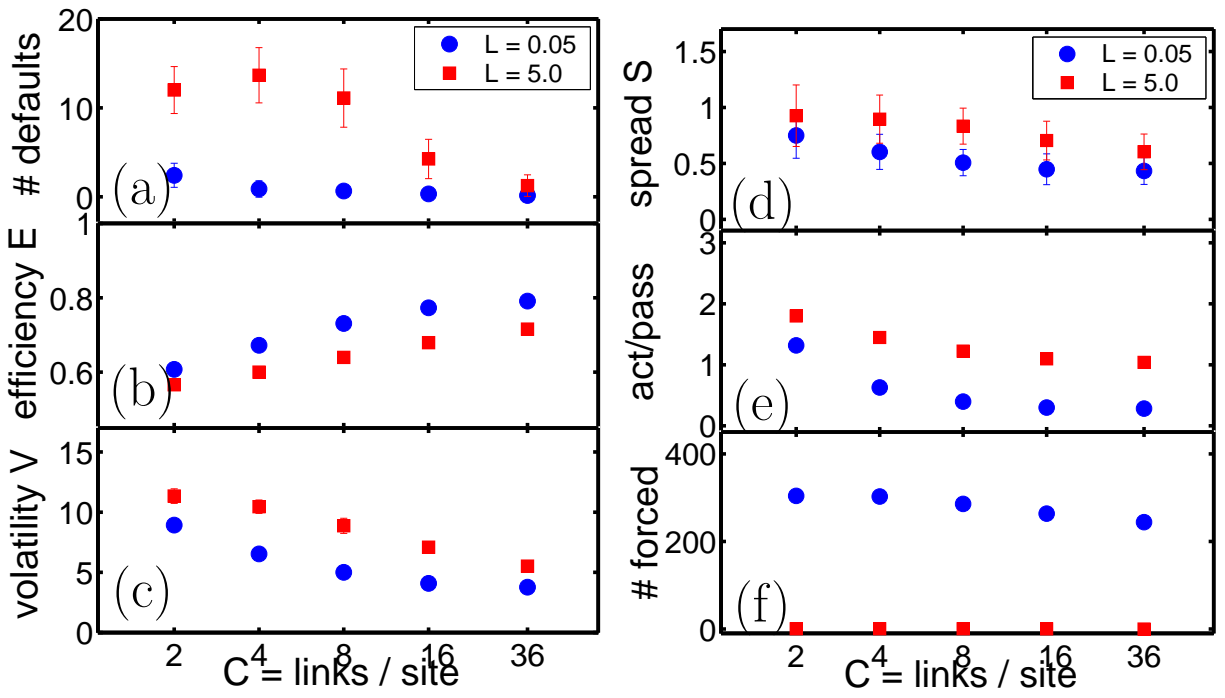 20
10
0
# defaults
L = 0.05
L = 5.0
(a)
1
0.8
0.6
efficiency E
(b)
15
10
5
0
volatility V
(c)
2 4 8 16 36
C = links / site
1.5
1
0.5
0
spread S
L = 0.05
L = 5.0
(d)
3
2
1
0
act/pass
(e)
400
200
0
# forced
(f)
2 4 8 16 36
C = links / site